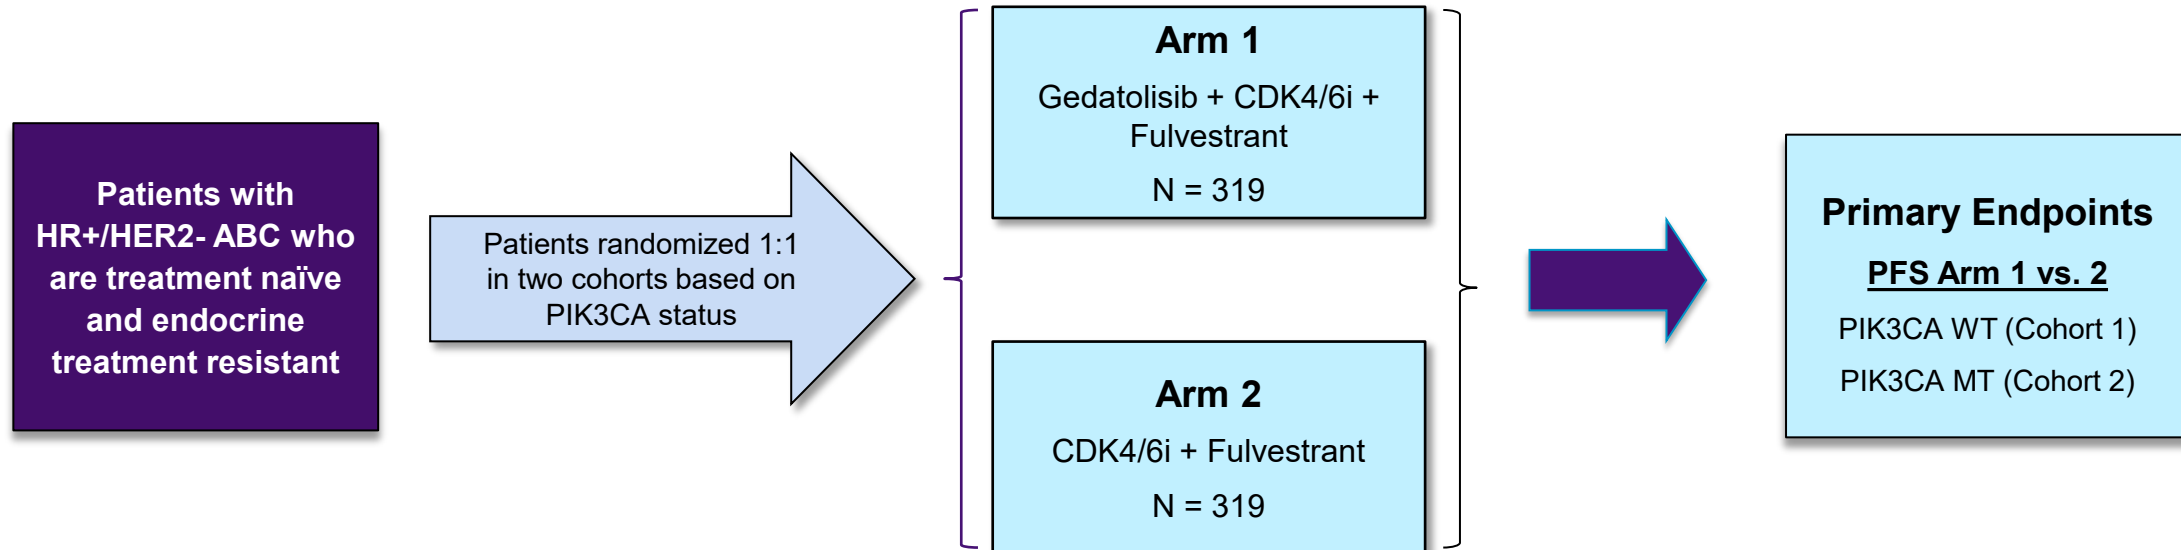 Patients with
HR+/HER2- ABC who
are treatment naïve
and endocrine
treatment resistant
Patients randomized 1:1
in two cohorts based on
PIK3CA status
Arm 1
Gedatolisib + CDK4/6i +
Fulvestrant
N = 319
Arm 2
CDK4/6i + Fulvestrant
N = 319
Primary Endpoints
PFS Arm 1 vs. 2
PIK3CA WT (Cohort 1)
PIK3CA MT (Cohort 2)